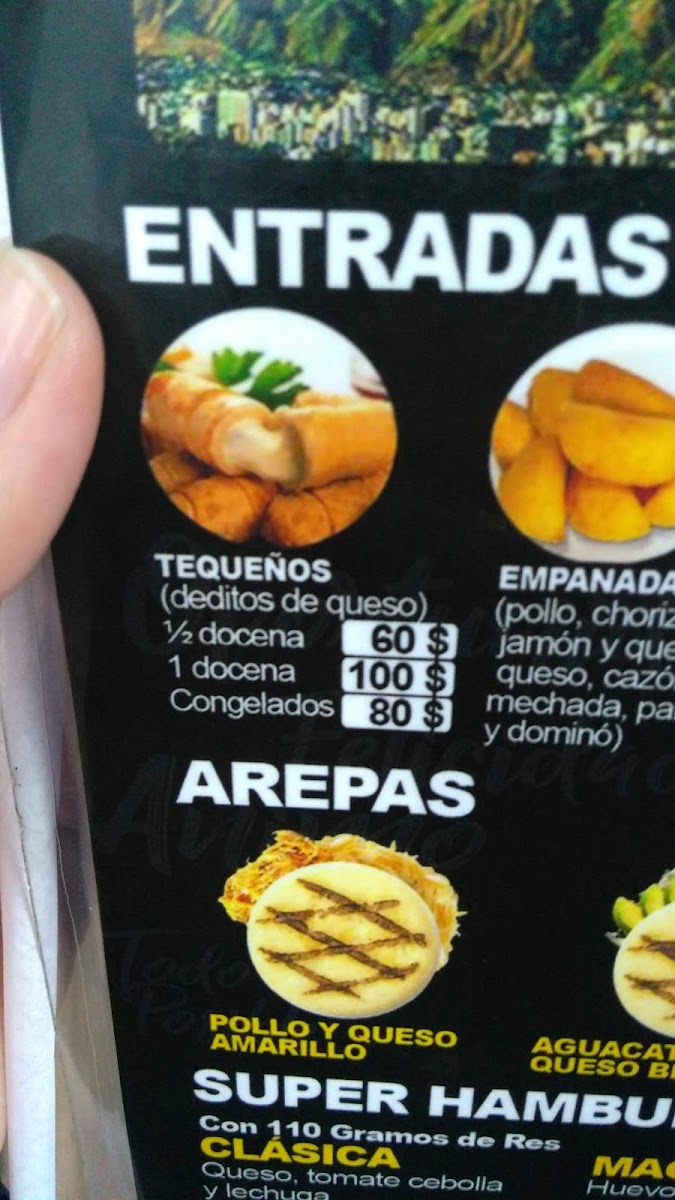 ENTRADAS
TEQUEÑOS
(deditos de queso)
½ docena 60 $
1 docena 100 $
Congelados 80 $
EMPANADA
(pollo, choriz
jamón y que
queso, cazó
mechada, pa
y dominó)
AREPAS
POLLO Y QUESO
AMARILLO
AGUACAT
QUESO B
SUPER HAMBU
Con 110 Gramos de Res
CLÁSICA
Queso, tomate cebolla
y lechuga
MA
Huevo